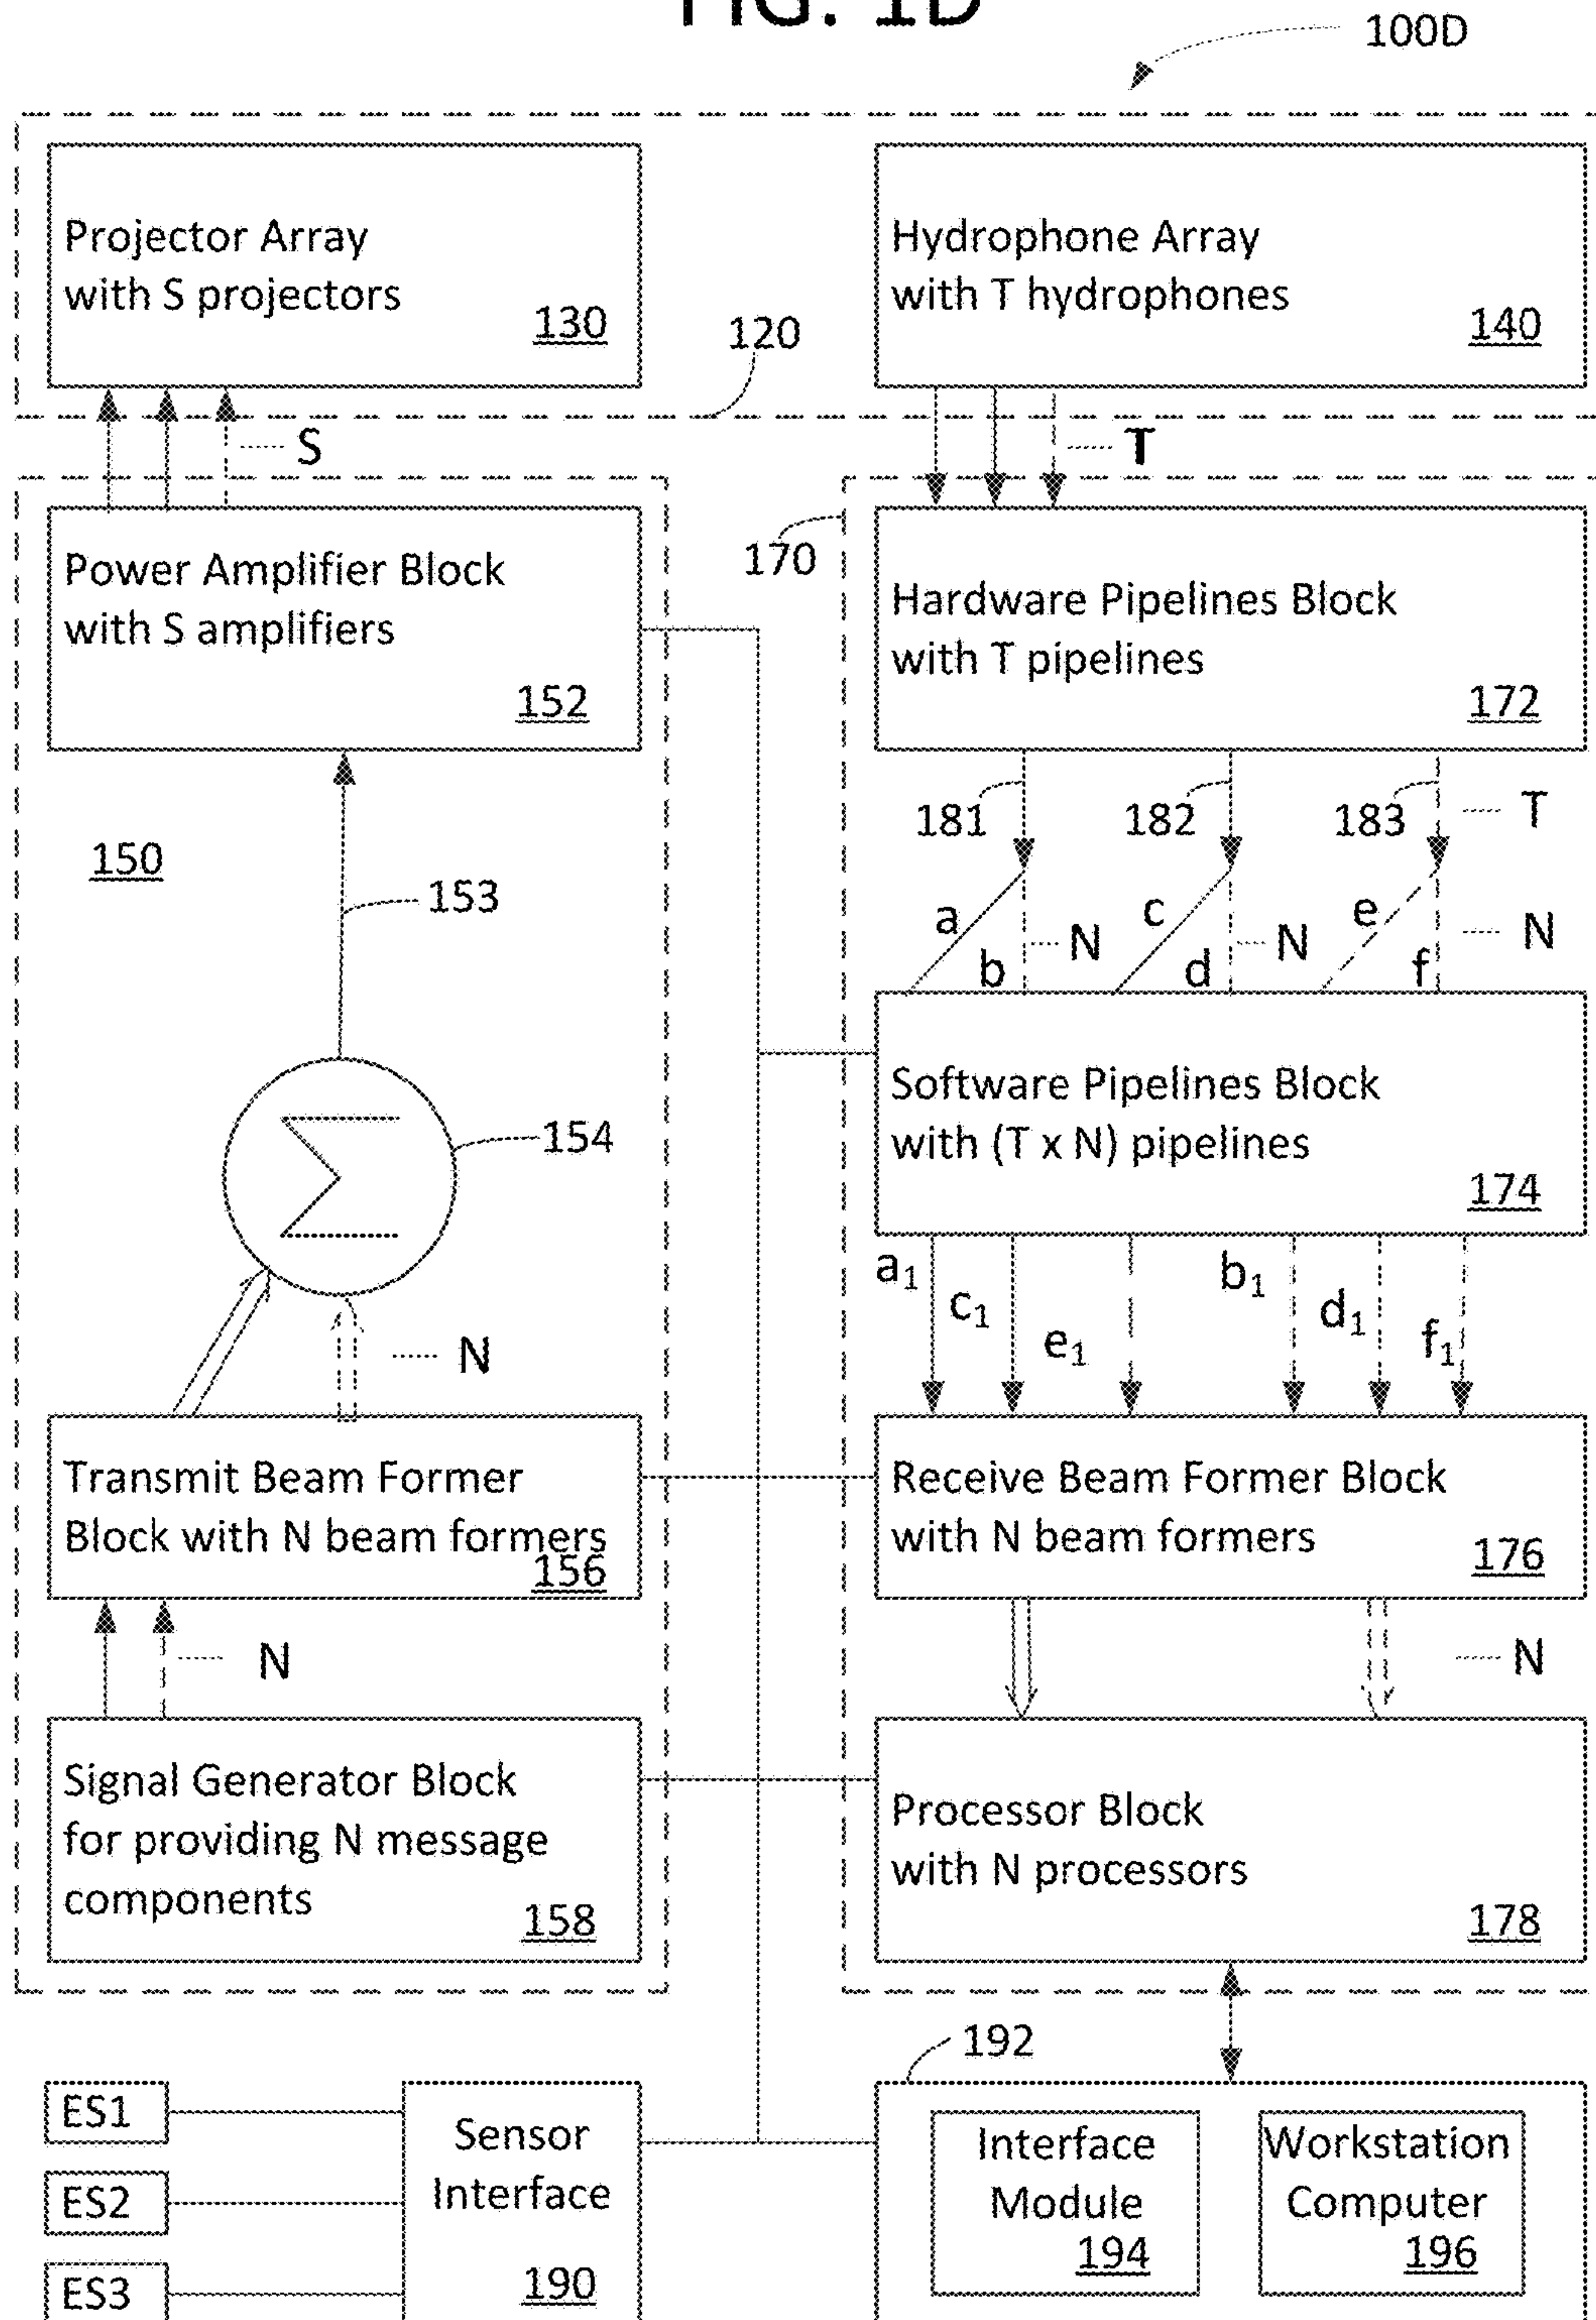 FIG. 1D
100D
Projector Array
with S projectors
130
Hydrophone Array
with T hydrophones
140
120
S
T
Power Amplifier Block
with S amplifiers
152
170
Hardware Pipelines Block
with T pipelines
172
150
153
181
182
183
T
a
b
N
c
d
N
e
f
N
154
Software Pipelines Block
with (T x N) pipelines
174
a1
c1
e1
b1
d1
f1
N
Transmit Beam Former
Block with N beam formers
156
Receive Beam Former Block
with N beam formers
176
N
N
Signal Generator Block
for providing N message
components
158
Processor Block
with N processors
178
192
ES1
ES2
ES3
Sensor
Interface
190
Interface
Module
194
Workstation
Computer
196